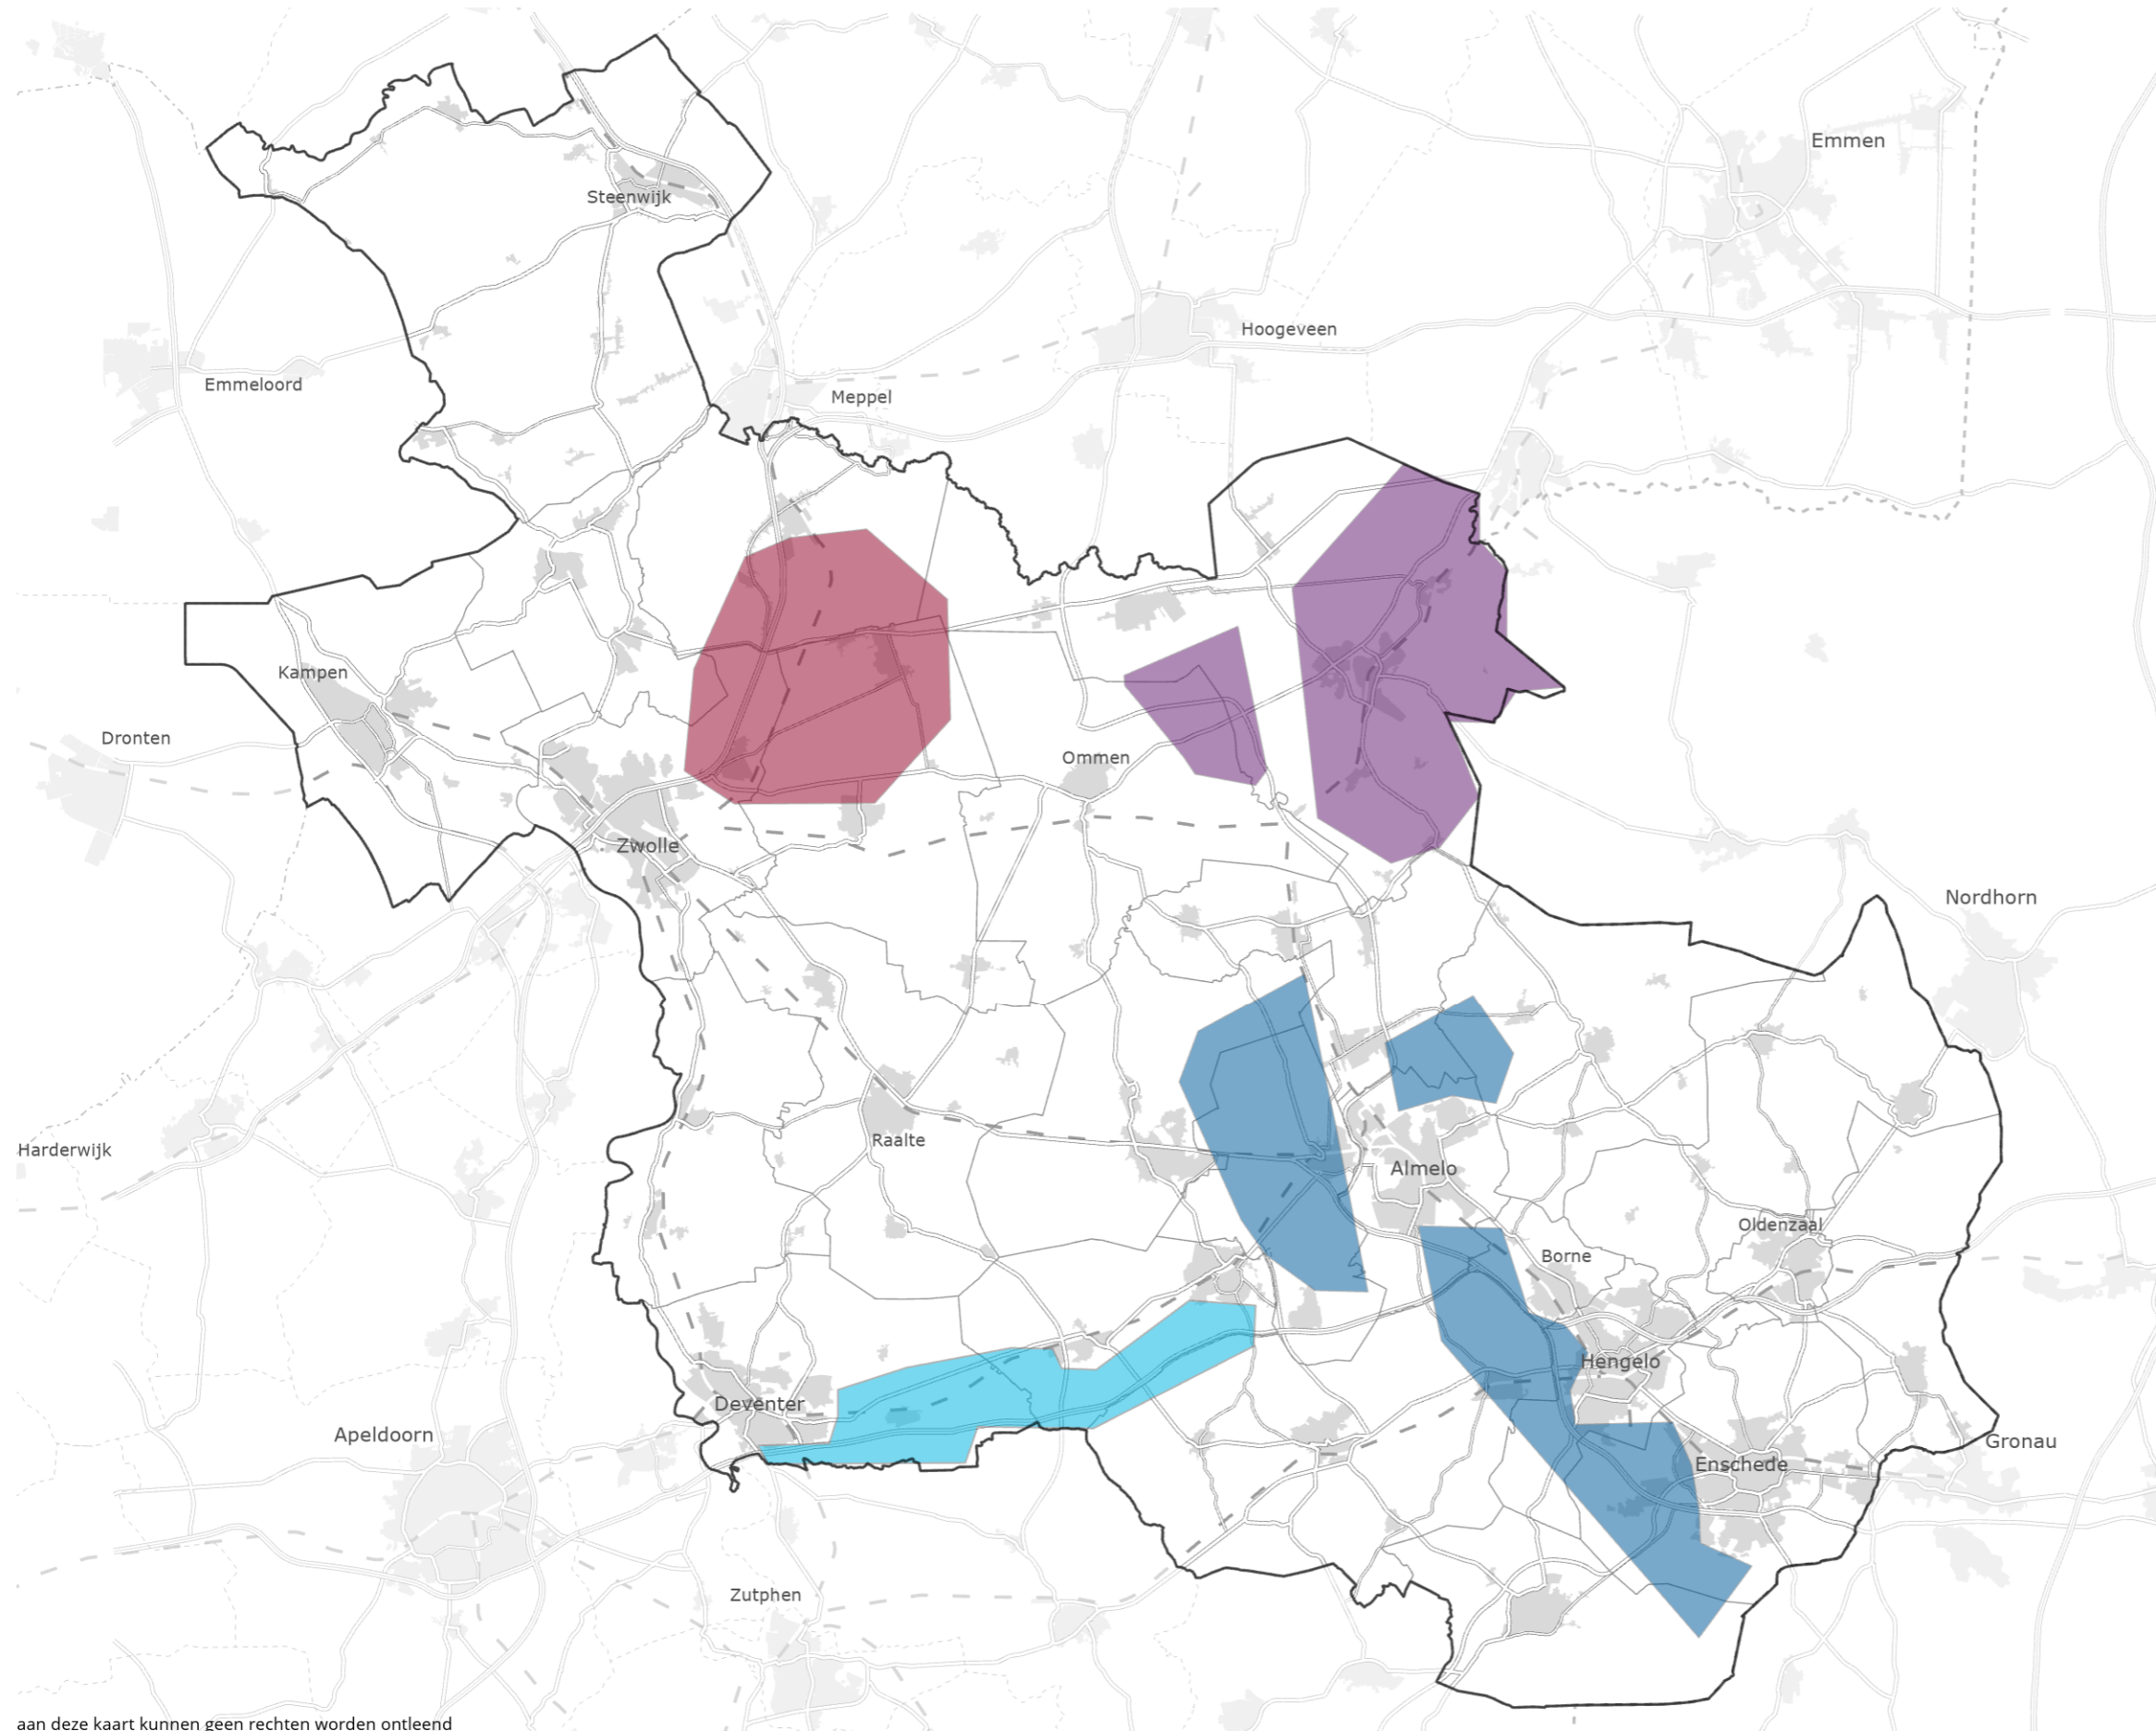 Emmen
Steenwijk
Hoogeveen
Emmeloord
Meppel
Kampen
Dronten
Ommen
Zwolle
Nordhorn
Raalte
Harderwijk
Almelo
Oldenzaal
Borne
Hengelo
Deventer
Apeldoorn
Gronau
Enschede
Zutphen
aan deze kaart kunnen geen rechten worden ontleend